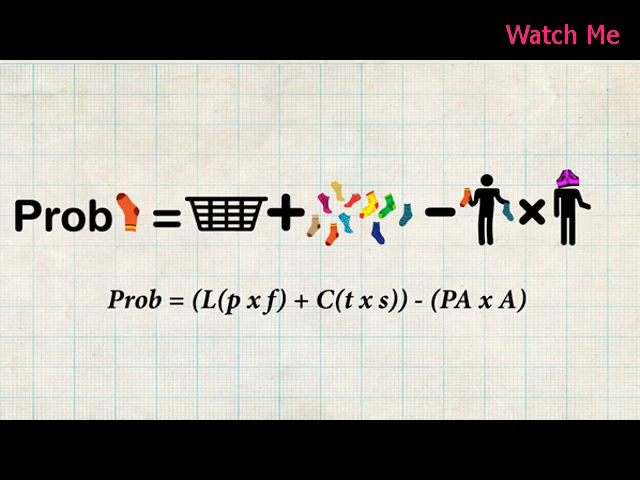 Watch Me
Prob = + - x
Prob = (L(p x f) + C(t x s)) - (PA x A)